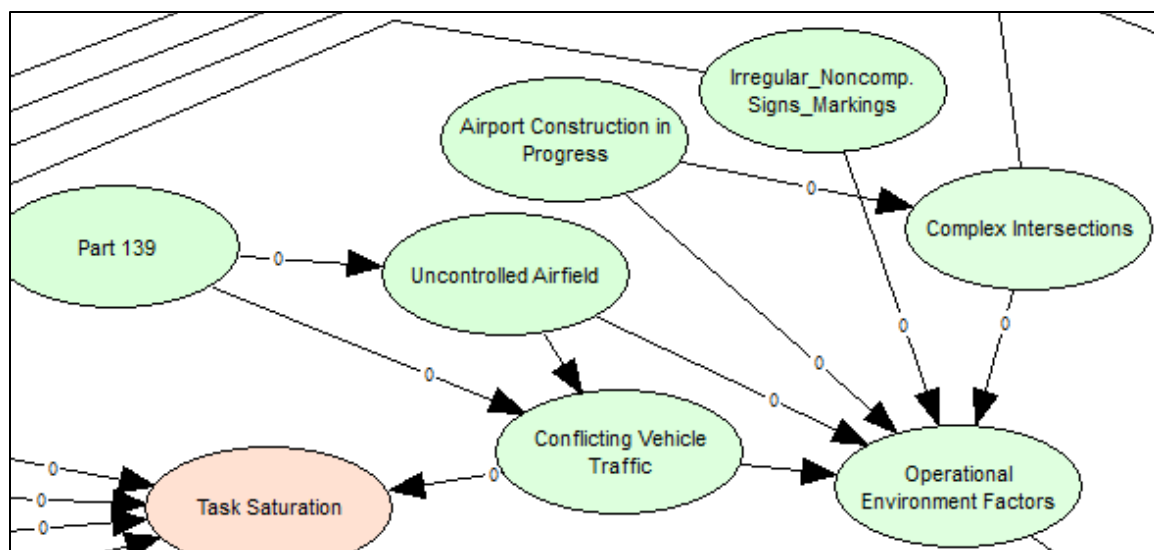 Irregular_Noncomp.
Signs_Markings
Airport Construction in
Progress
0
Complex Intersections
Part 139
0
Uncontrolled Airfield
0
0
0
0
0
Conflicting Vehicle
Traffic
0
0
0
0
Task Saturation
Operational
Environment Factors